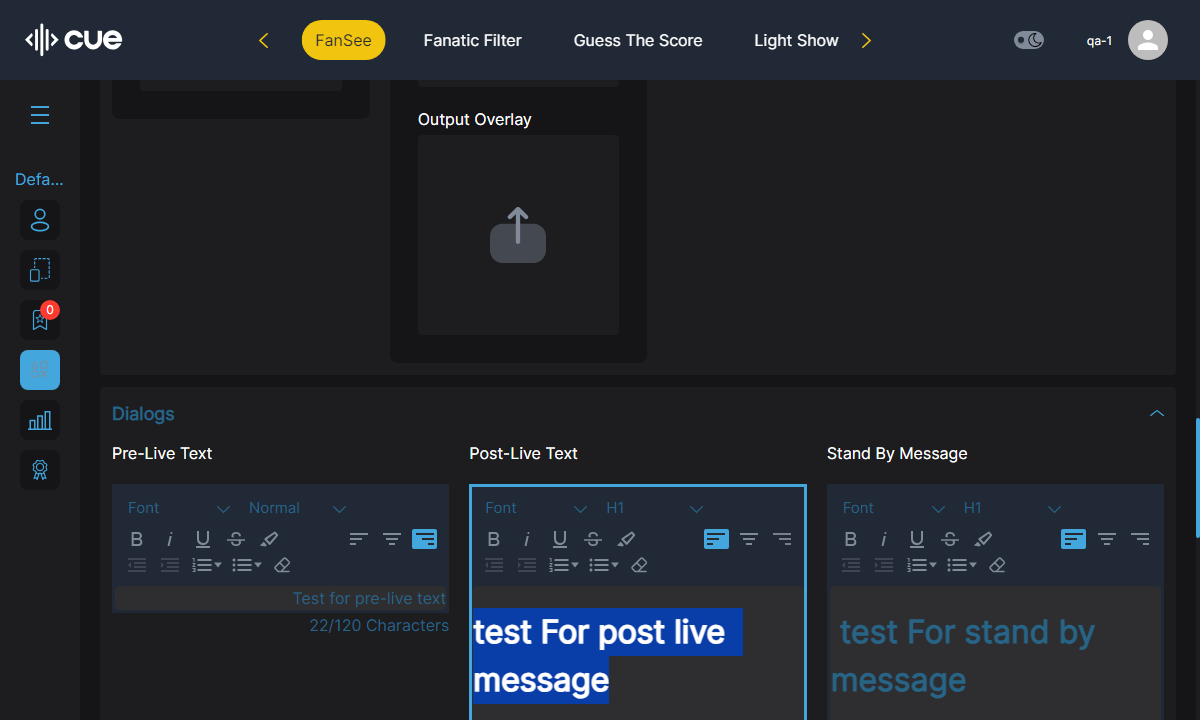 cue
FanSee
Fanatic Filter
Guess The Score
Light Show
qa-1
Defa...
0
Output Overlay
Dialogs
Pre-Live Text
Post-Live Text
Stand By Message
Font
Normal
Font
H1
Font
H1
Test for pre-live text
22/120 Characters
test For post live
message
test For stand by
message